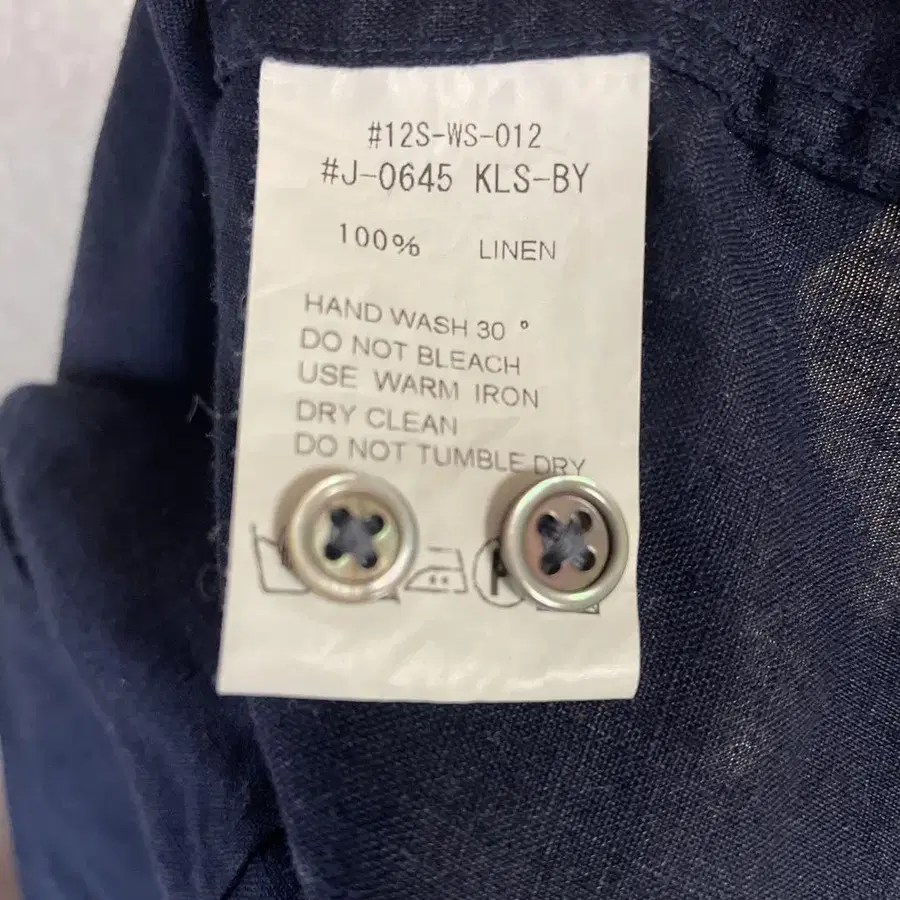 #12S-WS-012
#J-0645 KLS-BY
100% LINEN
HAND WASH 30 °
DO NOT BLEACH
USE WARM IRON
DRY CLEAN
DO NOT TUMBLE DRY
P